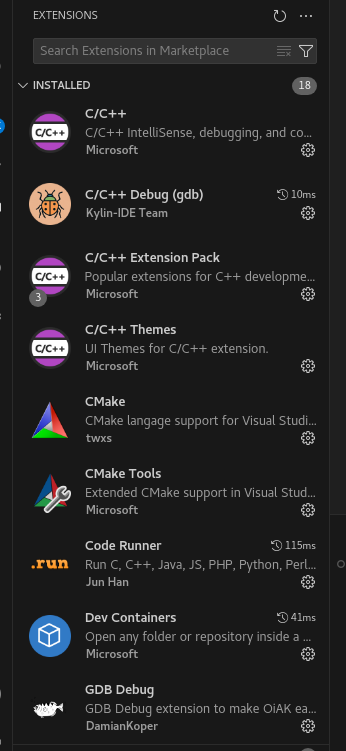 EXTENSIONS
Search Extensions in Marketplace
INSTALLED 18
C/C++
C/C++
C/C++ IntelliSense, debugging, and co...
Microsoft
C/C++ Debug (gdb) 10ms
Kylin-IDE Team
C/C++ Extension Pack
C/C++
Popular extensions for C++ developme...
3
Microsoft
C/C++ Themes
C/C++
UI Themes for C/C++ extension.
Microsoft
CMake
CMake langage support for Visual Studi...
twxs
CMake Tools
Extended CMake support in Visual Stud...
Microsoft
Code Runner 115ms
.run
Run C, C++, Java, JS, PHP, Python, Perl...
Jun Han
Dev Containers 41ms
Open any folder or repository inside a ...
Microsoft
GDB Debug
GDB Debug extension to make OiAK ea...
DamianKoper